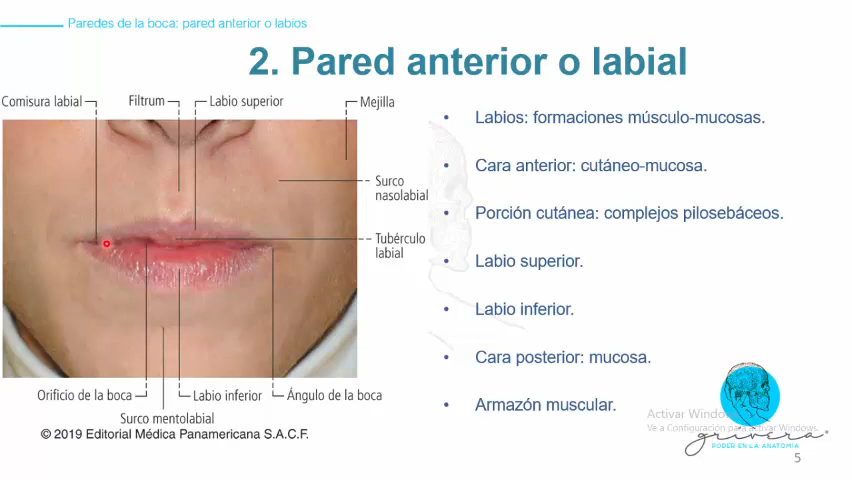 Paredes de la boca: pared anterior o labios
2. Pared anterior o labial
Comisura labial
Filtrum
Labio superior
Mejilla
Surco
nasolabial
Tubérculo
labial
Orificio de la boca
Labio inferior
Ángulo de la boca
Surco mentolabial
© 2019 Editorial Médica Panamericana S.A.C.F.
• Labios: formaciones músculo-mucosas.
• Cara anterior: cutáneo-mucosa.
• Porción cutánea: complejos pilosebáceos.
• Labio superior.
• Labio inferior.
• Cara posterior: mucosa.
• Armazón muscular.
Activar Windows
Ve a Configuración para activar Windows.
grivera
PODER EN LA ANATOMÍA
5